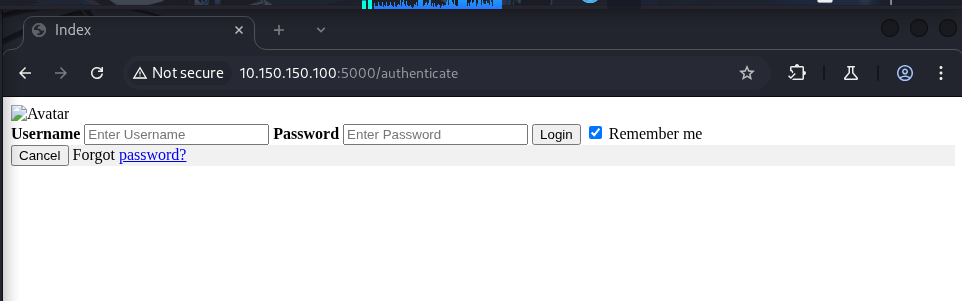 Index
Not secure 10.150.150.100:5000/authenticate
Avatar
Username Enter Username Password Enter Password Login Remember me
Cancel Forgot password?